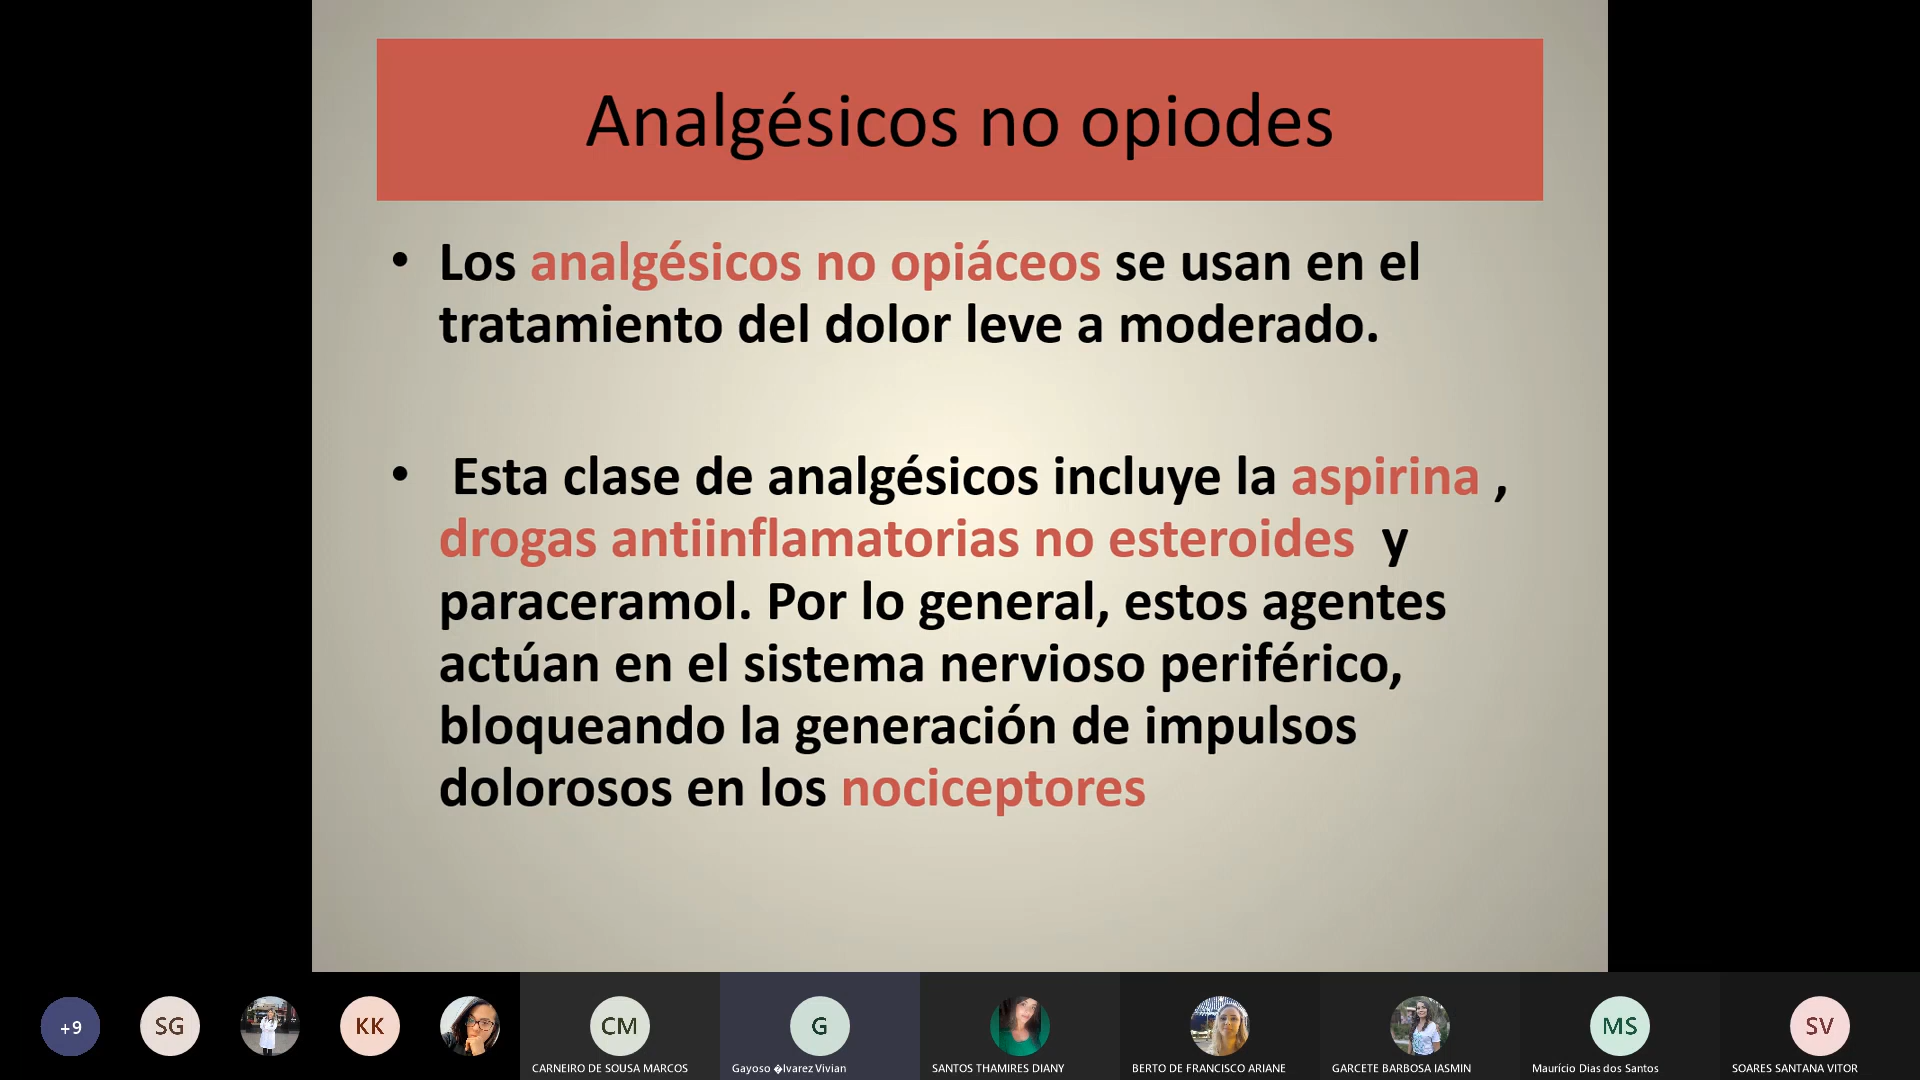 Analgésicos no opiodes
• Los analgésicos no opiáceos se usan en el
tratamiento del dolor leve a moderado.
• Esta clase de analgésicos incluye la aspirina ,
drogas antiinflamatorias no esteroides y
paraceramol. Por lo general, estos agentes
actúan en el sistema nervioso periférico,
bloqueando la generación de impulsos
dolorosos en los nociceptores
+9
SG
KK
CM
G
MS
SV
CARNEIRO DE SOUSA MARCOS
Gayoso �lvarez Vivian
SANTOS THAMIRES DIANY
BERTO DE FRANCISCO ARIANE
GARCETE BARBOSA IASMIN
Maurício Dias dos Santos
SOARES SANTANA VITOR